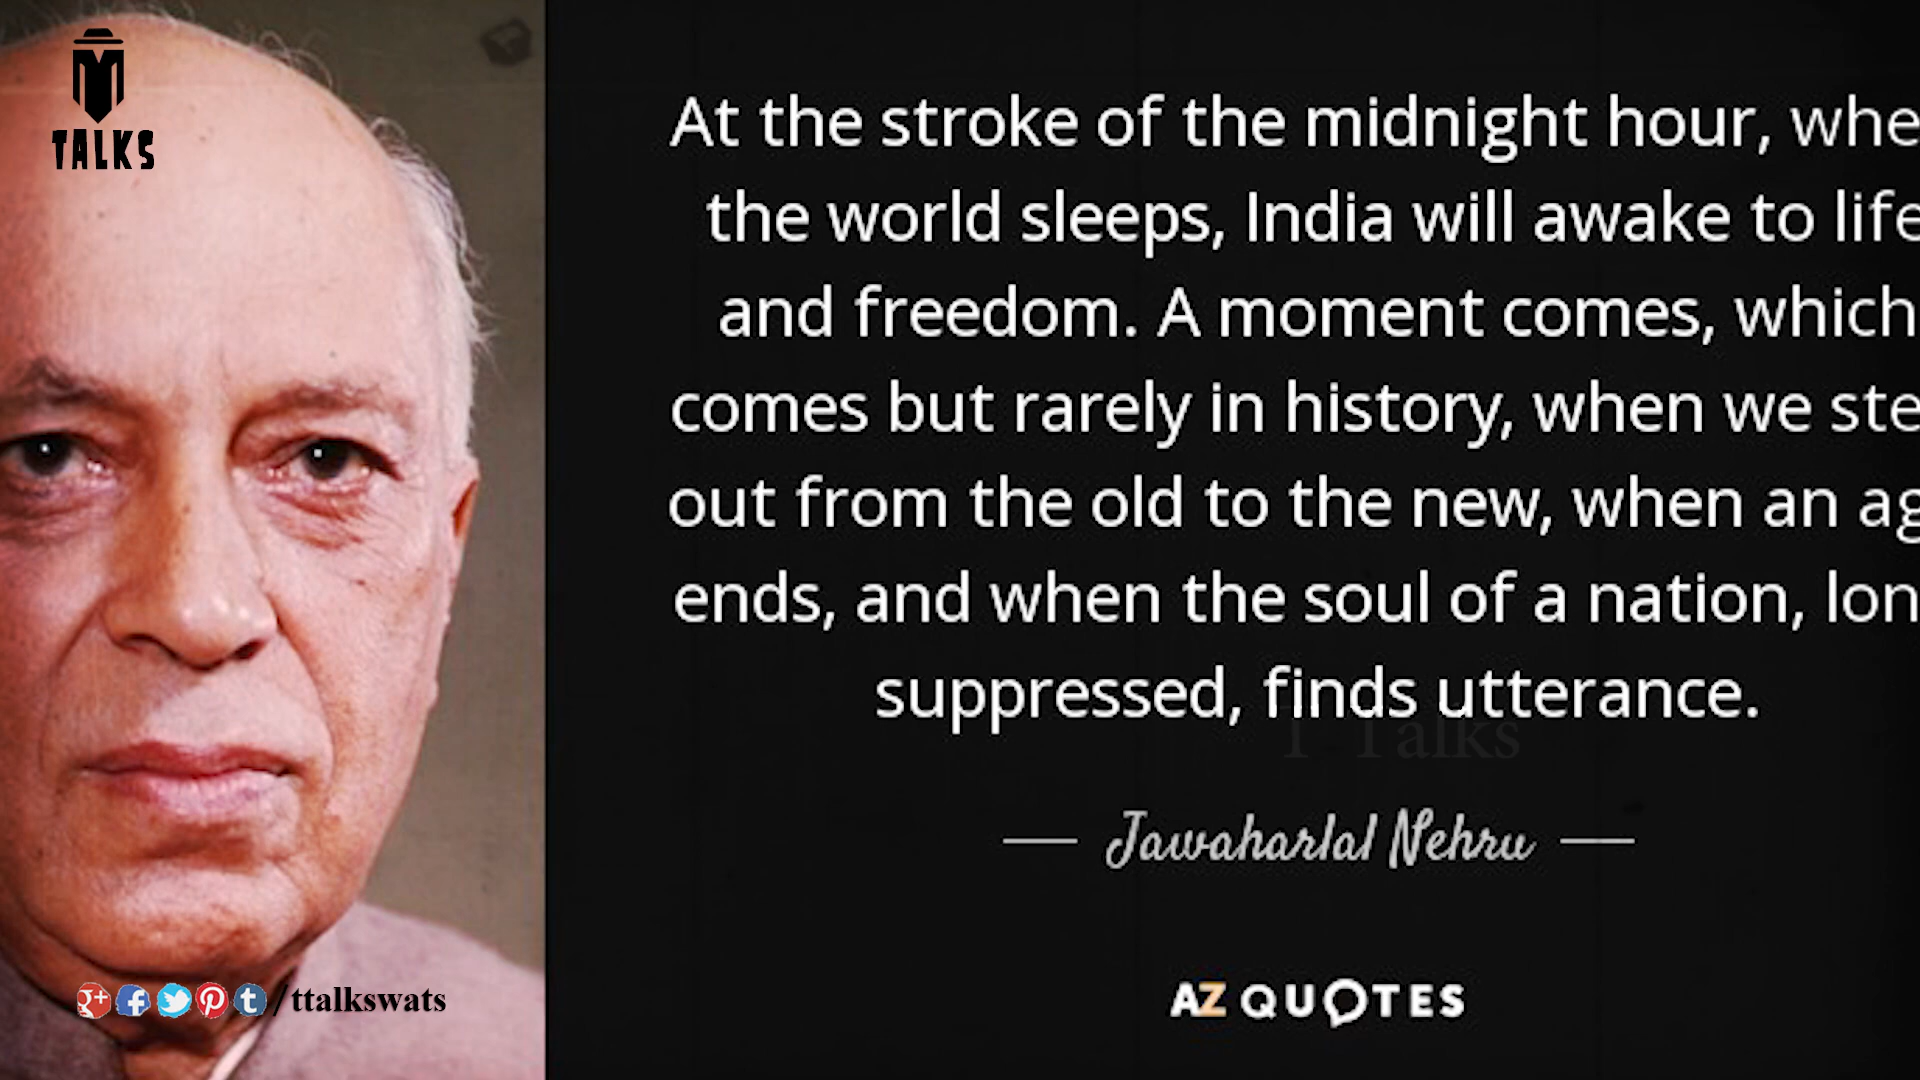 TALKS
At the stroke of the midnight hour, whe
the world sleeps, India will awake to life
and freedom. A moment comes, which
comes but rarely in history, when we ste
out from the old to the new, when an ag
ends, and when the soul of a nation, lon
suppressed, finds utterance.
T Talks
Jawaharlal Nehru
/ttalkswats
AZ QUOTES